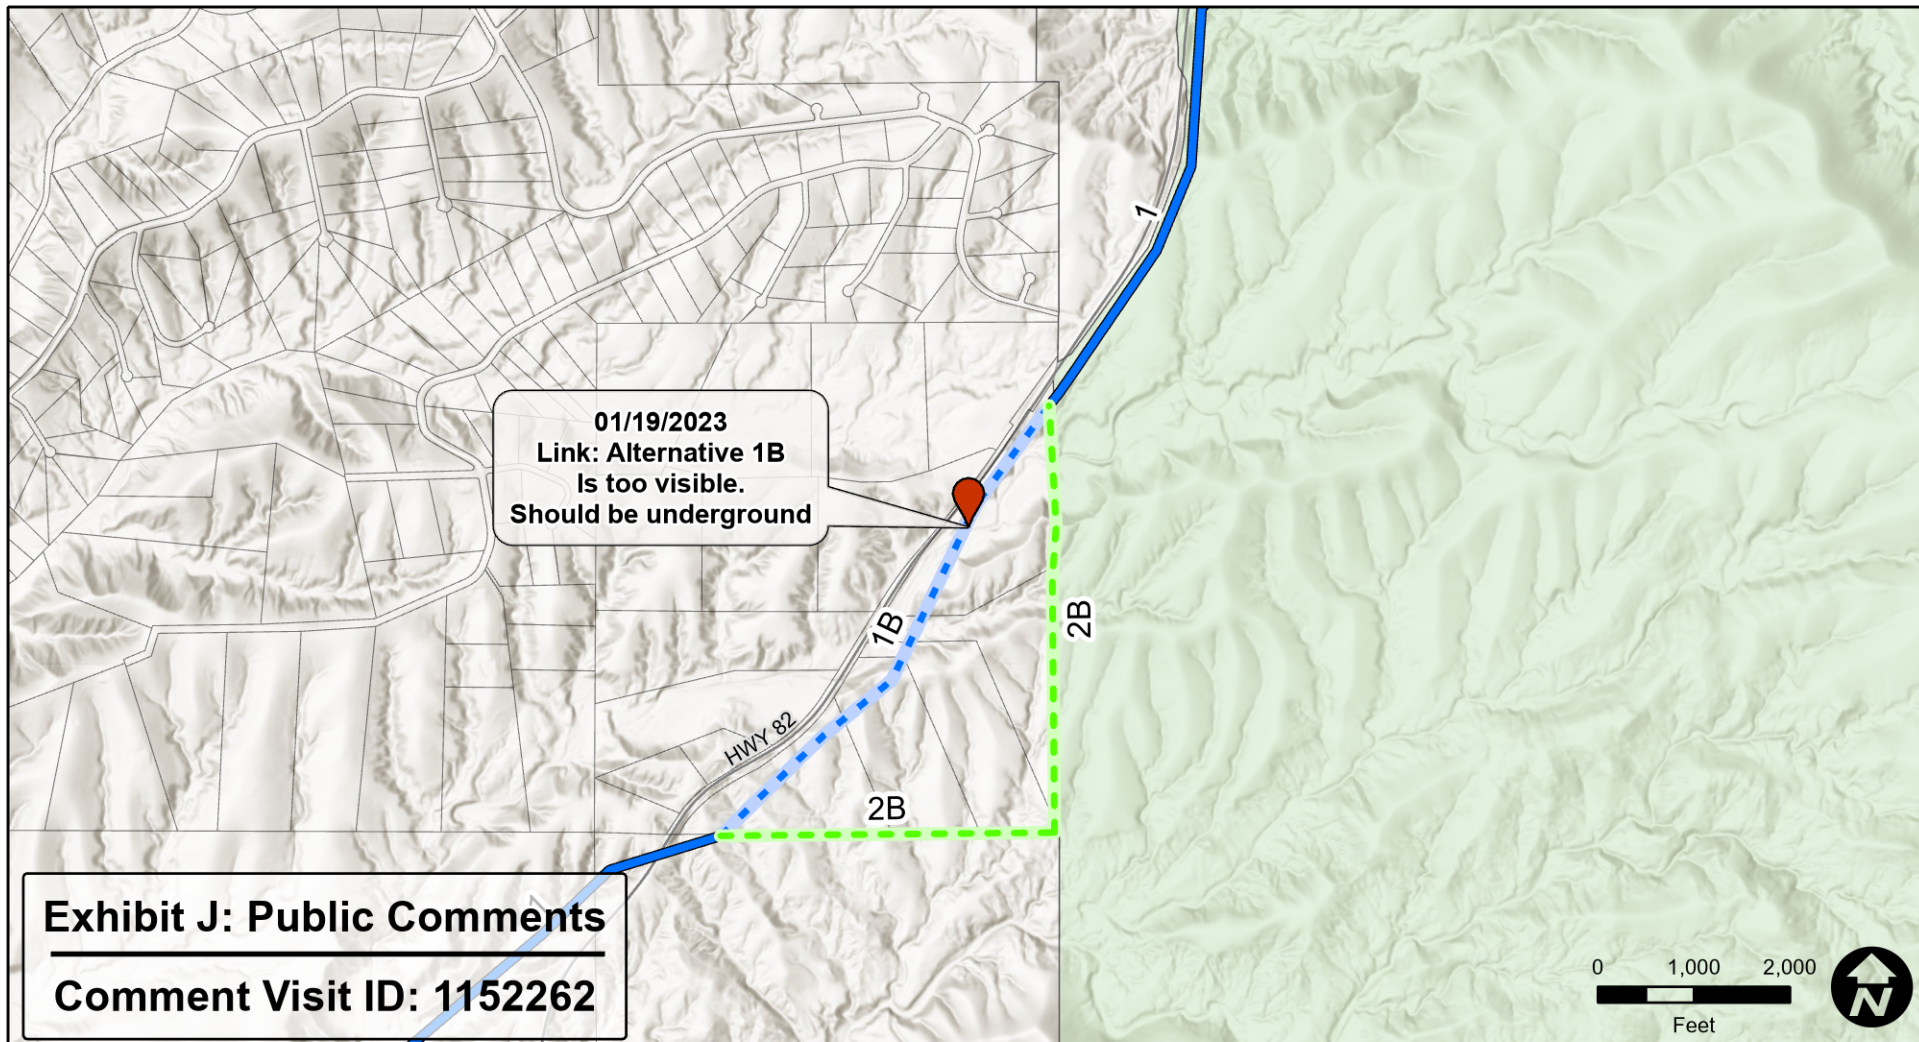 1
01/19/2023
Link: Alternative 1B
Is too visible.
Should be underground
1B
2B
HWY 82
2B
1
Exhibit J: Public Comments
Comment Visit ID: 1152262
0 1,000 2,000
Feet
N